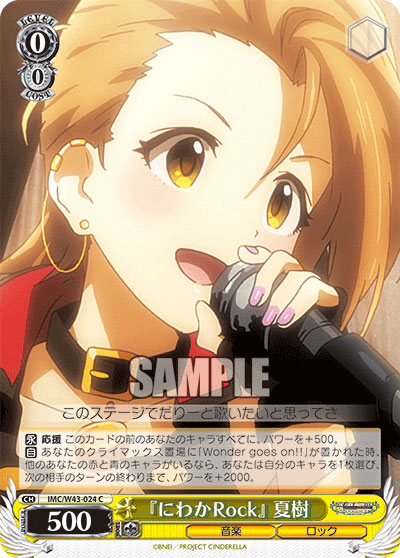 LEVEL
0
0
COST
SAMPLE
このステージでだりーと歌いたいと思ってさ
永 応援 このカードの前のあなたのキャラすべてに、パワーを+500。
自 あなたのクライマックス置場に「Wonder goes on!!」が置かれた時、
他のあなたの赤と青のキャラがいるなら、あなたは自分のキャラを1枚選び、
次の相手のターンの終わりまで、パワーを+2000。
CH IMC/W43-024 C
500
『にわかRock』夏樹
音楽 ロック
©BNEI／PROJECT CINDERELLA